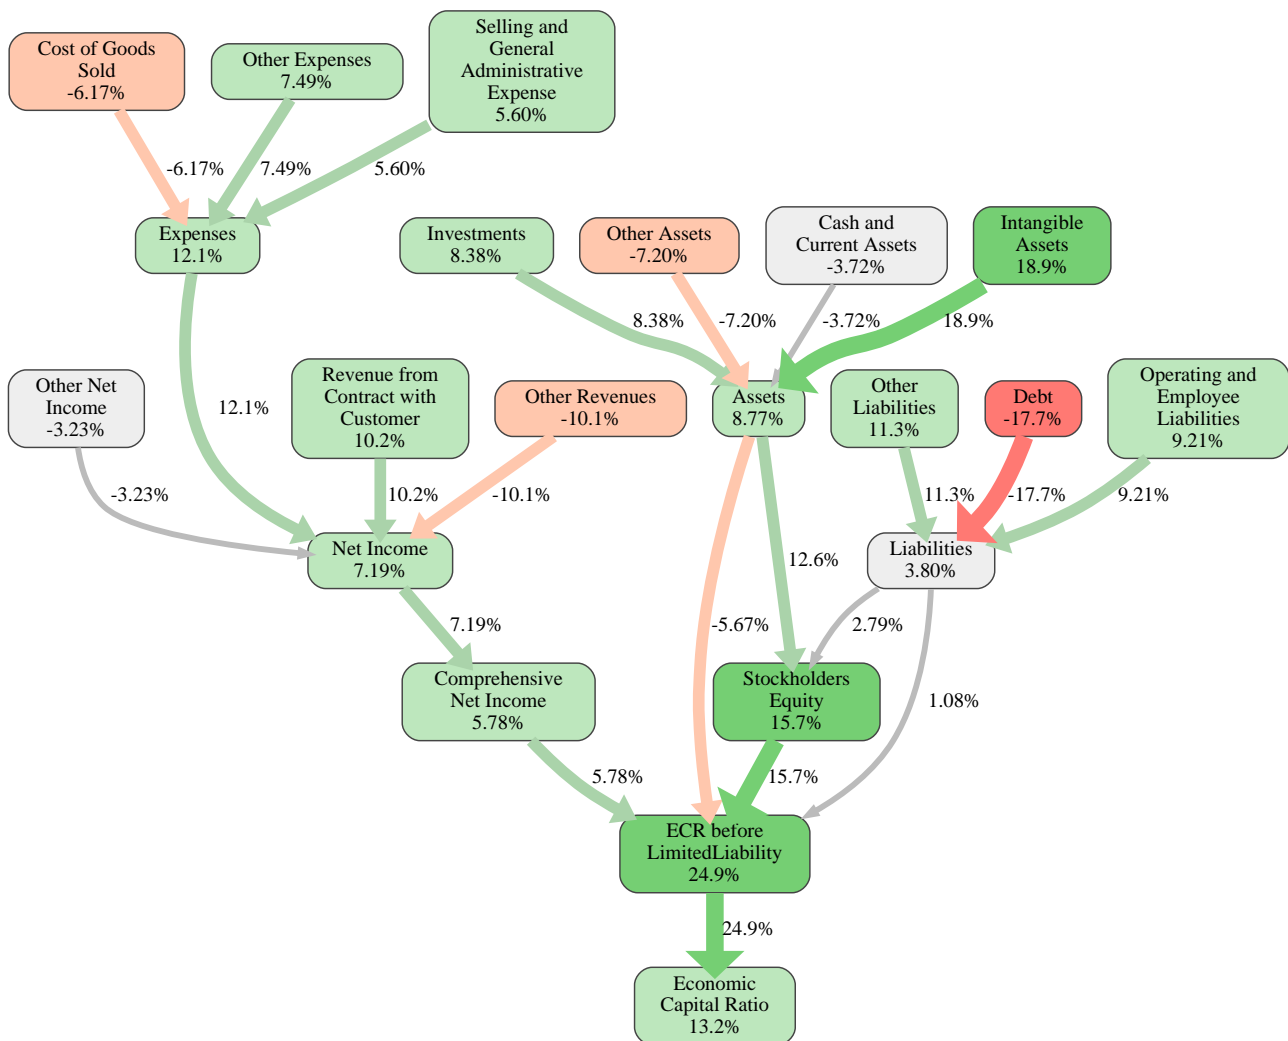 Selling and
General
Administrative
Expense
5.60%
Cost of Goods
Sold
-6.17%
Other Expenses
7.49%
-6.17%
7.49%
5.60%
Expenses
12.1%
Investments
8.38%
Other Assets
-7.20%
Cash and
Current Assets
-3.72%
Intangible
Assets
18.9%
8.38%
-7.20%
-3.72%
18.9%
Other Net
Income
-3.23%
12.1%
Revenue from
Contract with
Customer
10.2%
Other Revenues
-10.1%
Assets
8.77%
Other
Liabilities
11.3%
Debt
-17.7%
Operating and
Employee
Liabilities
9.21%
-3.23%
10.2%
-10.1%
11.3%
-17.7%
9.21%
Net Income
7.19%
12.6%
Liabilities
3.80%
7.19%
-5.67%
2.79%
1.08%
Comprehensive
Net Income
5.78%
Stockholders
Equity
15.7%
5.78%
15.7%
ECR before
LimitedLiability
24.9%
24.9%
Economic
Capital Ratio
13.2%